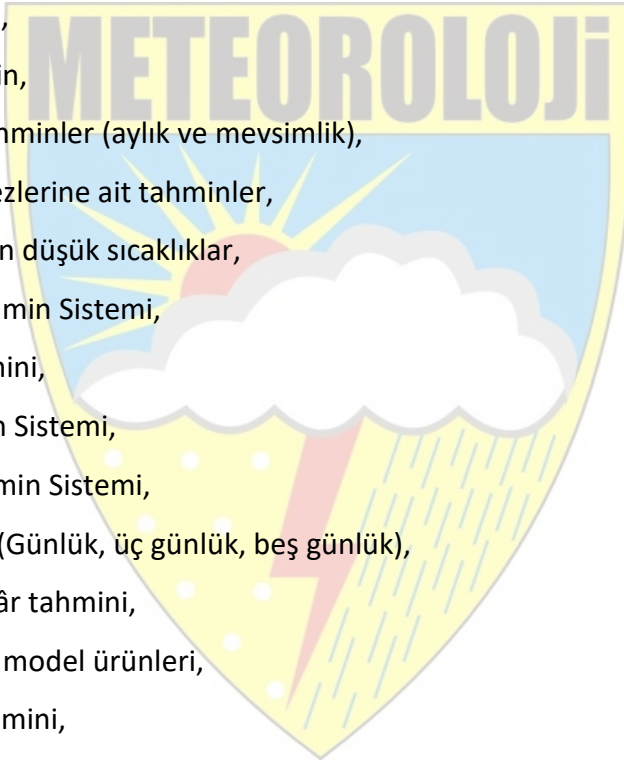 METEOROLOJİ
,
in,
hminler (aylık ve mevsimlik),
ezlerine ait tahminler,
n düşük sıcaklıklar,
min Sistemi,
nini,
n Sistemi,
min Sistemi,
(Günlük, üç günlük, beş günlük),
âr tahmini,
model ürünleri,
mini,